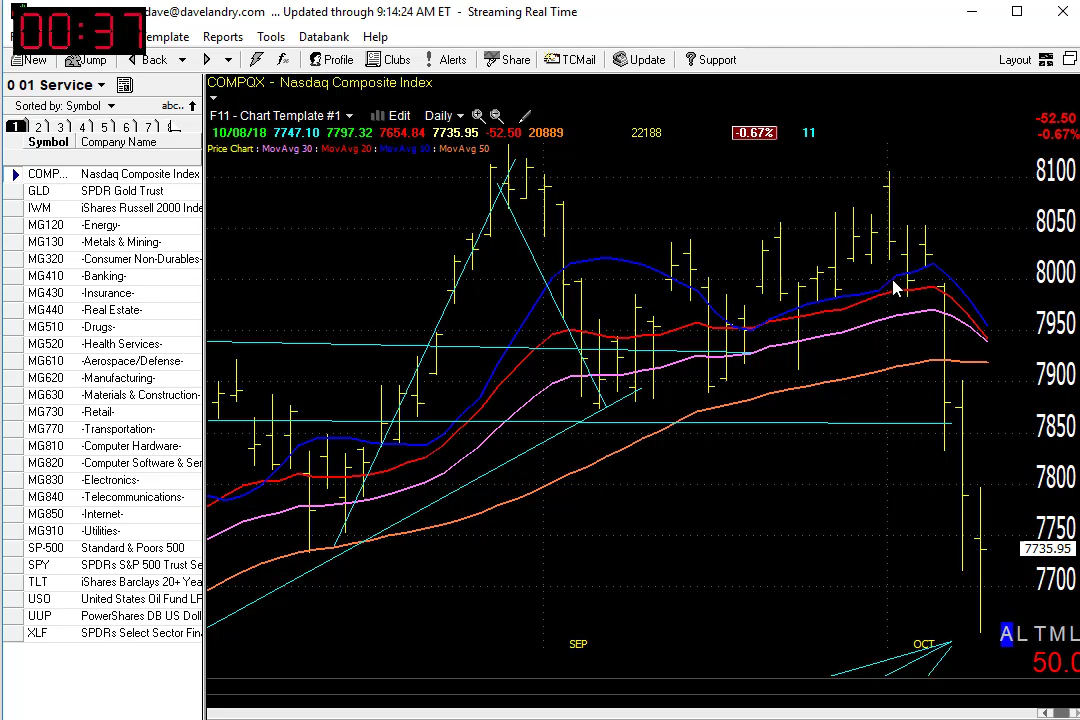 00:37
dave@davelandry.com ... Updated through 9:14:24 AM ET - Streaming Real Time
Template Reports Tools Databank Help
New Jump Back Profile Clubs Alerts Share TCMail Update Support Layout
0 01 Service
Sorted by: Symbol abc..
1 2 3 4 5 6 7
Symbol Company Name
COMP... Nasdaq Composite Index
GLD SPDR Gold Trust
IWM iShares Russell 2000 Inde
MG120 -Energy-
MG130 -Metals & Mining-
MG320 -Consumer Non-Durables-
MG410 -Banking-
MG430 -Insurance-
MG440 -Real Estate-
MG510 -Drugs-
MG520 -Health Services-
MG610 -Aerospace/Defense-
MG620 -Manufacturing-
MG630 -Materials & Construction-
MG730 -Retail-
MG770 -Transportation-
MG810 -Computer Hardware-
MG820 -Computer Software & Ser
MG830 -Electronics-
MG840 -Telecommunications-
MG850 -Internet-
MG910 -Utilities-
SP-500 Standard & Poors 500
SPY SPDRs S&P 500 Trust Se
TLT iShares Barclays 20+ Yea
USO United States Oil Fund LF
UUP PowerShares DB US Doll
XLF SPDRs Select Sector Fin
COMPQX - Nasdaq Composite Index
F11 - Chart Template #1 Edit Daily
10/08/18 7747.10 7797.32 7654.84 7735.95 -52.50 20889 22188 -0.67% 11
Price Chart : MovAvg 30 : MovAvg 20 : MovAvg 10 : MovAvg 50
-52.50
-0.67%
8100
8050
8000
7950
7900
7850
7800
7750
7735.95
7700
SEP OCT
A L T M L
50.0